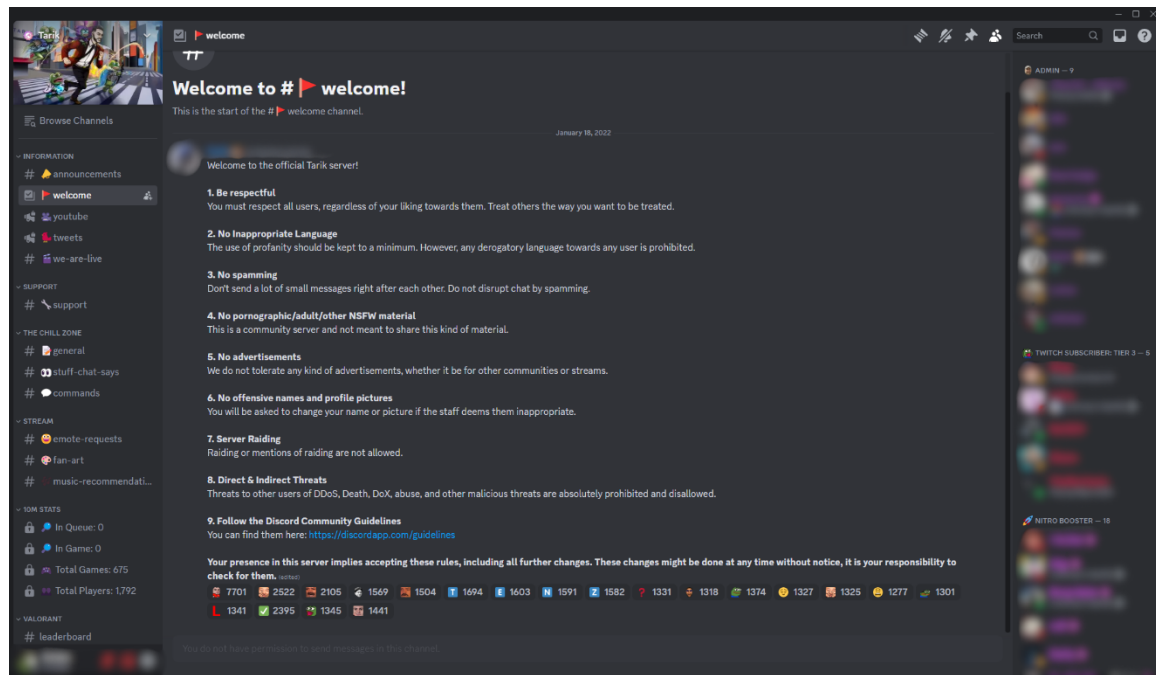 Tarik
welcome
Search
Welcome to # welcome!
This is the start of the # welcome channel.
January 18, 2022
Browse Channels
INFORMATION
announcements
welcome
youtube
tweets
we-are-live
SUPPORT
support
THE CHILL ZONE
general
stuff-chat-says
commands
STREAM
emote-requests
fan-art
music-recommendati...
10M STATS
In Queue: 0
In Game: 0
Total Games: 675
Total Players: 1,792
VALORANT
leaderboard
Welcome to the official Tarik server!
1. Be respectful
You must respect all users, regardless of your liking towards them. Treat others the way you want to be treated.
2. No Inappropriate Language
The use of profanity should be kept to a minimum. However, any derogatory language towards any user is prohibited.
3. No spamming
Don't send a lot of small messages right after each other. Do not disrupt chat by spamming.
4. No pornographic/adult/other NSFW material
This is a community server and not meant to share this kind of material.
5. No advertisements
We do not tolerate any kind of advertisements, whether it be for other communities or streams.
6. No offensive names and profile pictures
You will be asked to change your name or picture if the staff deems them inappropriate.
7. Server Raiding
Raiding or mentions of raiding are not allowed.
8. Direct & Indirect Threats
Threats to other users of DDoS, Death, DoX, abuse, and other malicious threats are absolutely prohibited and disallowed.
9. Follow the Discord Community Guidelines
You can find them here: https://discordapp.com/guidelines
Your presence in this server implies accepting these rules, including all further changes. These changes might be done at any time without notice, it is your responsibility to
check for them. (edited)
7701 2522 2105 1569 1504 T 1694 E 1603 N 1591 Z 1582 ? 1331 1318 1374 1327 1325 1277 1301
L 1341 2395 1345 1441
You do not have permission to send messages in this channel.
ADMIN — 9
TWITCH SUBSCRIBER: TIER 3 — 5
NITRO BOOSTER — 18